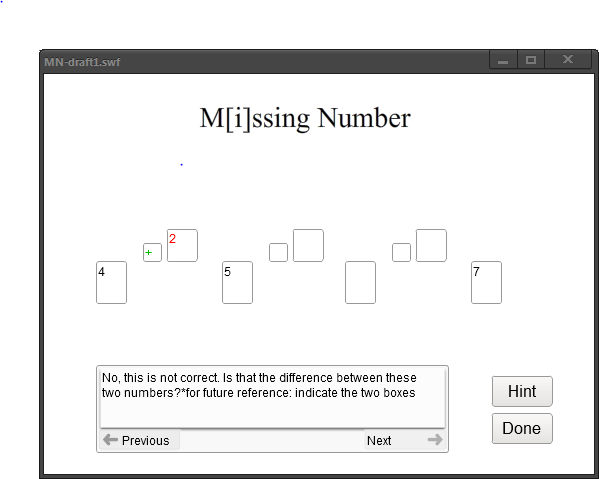 MN-draft1.swf
M[i]ssing Number
+ 2
4 5 7
No, this is not correct. Is that the difference between these
two numbers?*for future reference: indicate the two boxes
Previous Next
Hint
Done